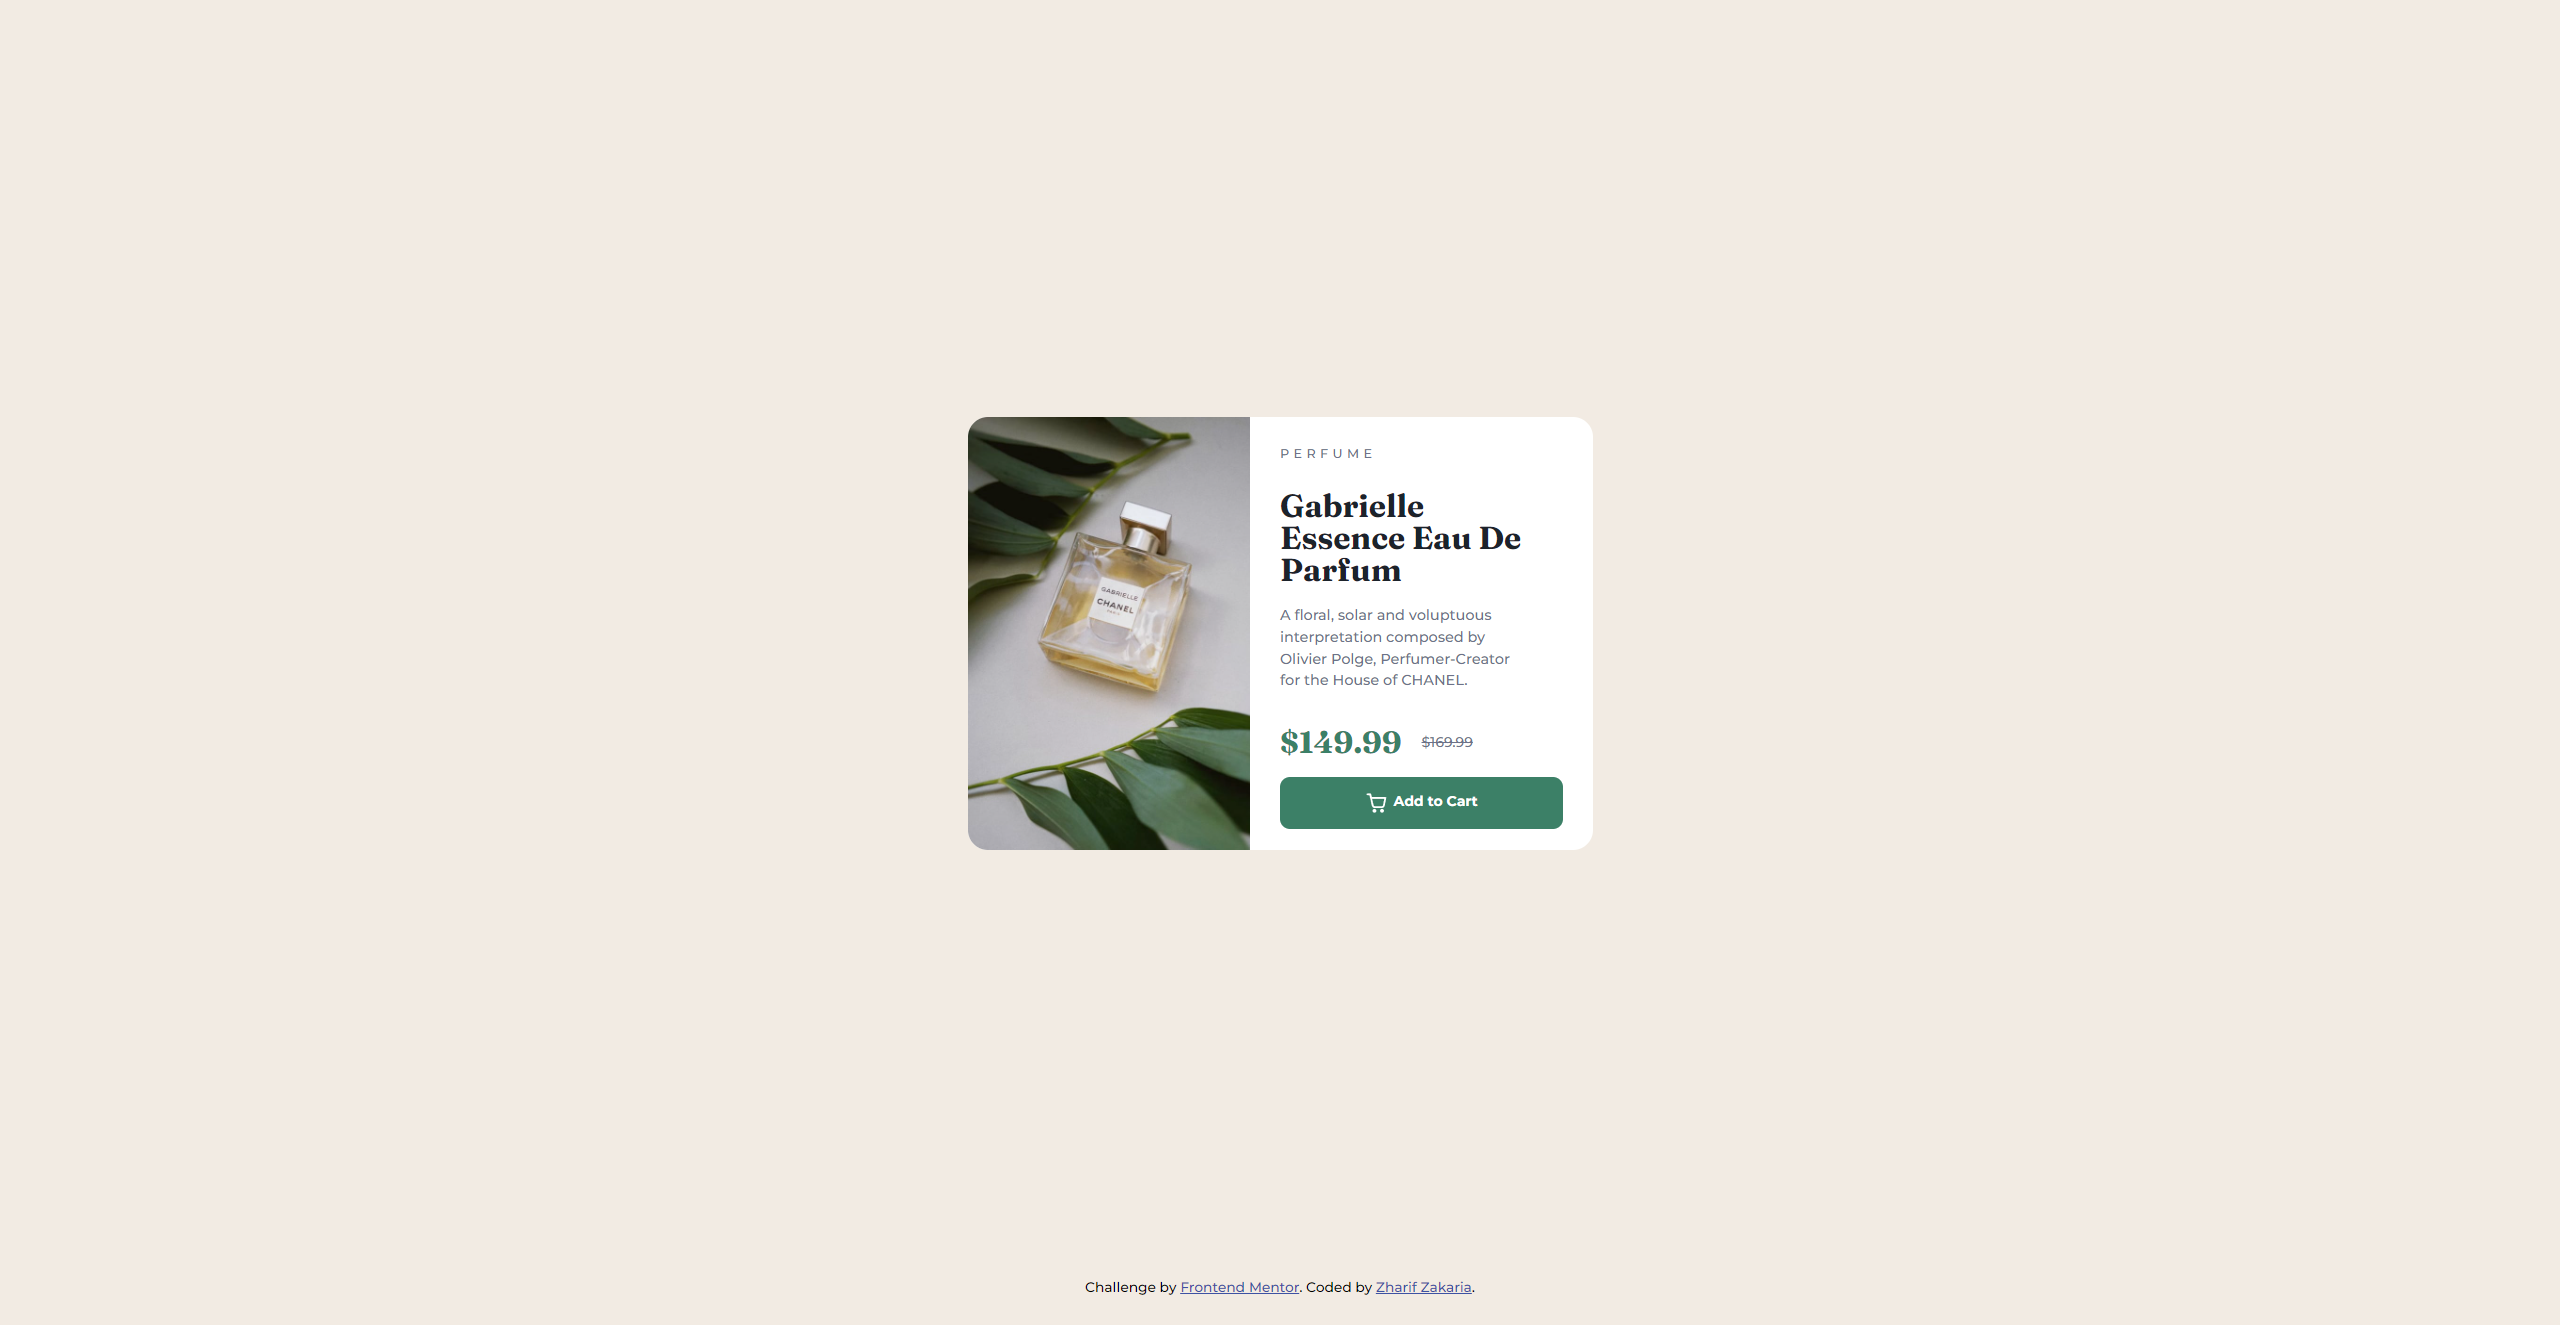 GABRIELLE
CHANEL
PARIS
PERFUME
Gabrielle
Essence Eau De
Parfum
A floral, solar and voluptuous
interpretation composed by
Olivier Polge, Perfumer-Creator
for the House of CHANEL.
$149.99 $169.99
Add to Cart
Challenge by Frontend Mentor. Coded by Zharif Zakaria.